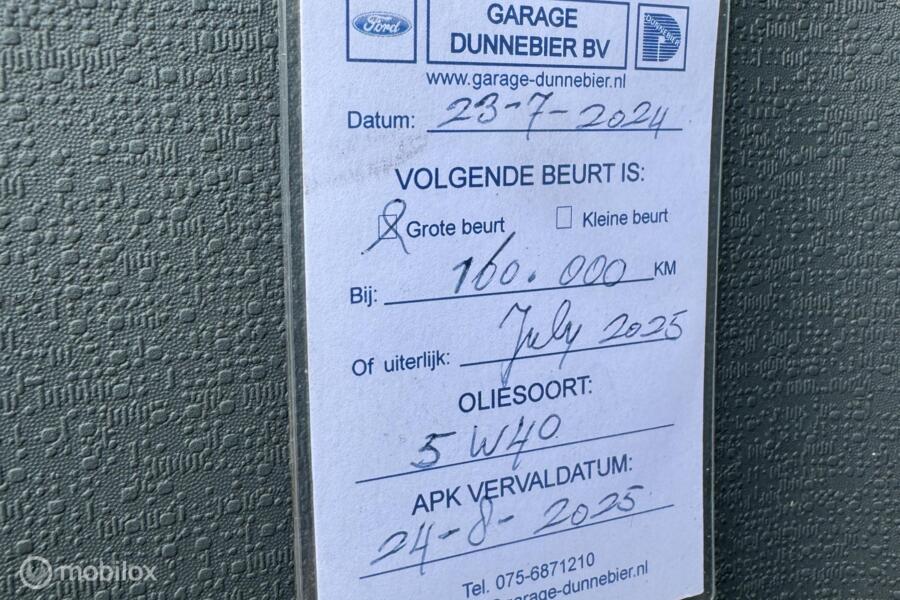 Ford
GARAGE
DUNNEBIER BV
DUNNEBIER
www.garage-dunnebier.nl
Datum: 23-7-2024
VOLGENDE BEURT IS:
Grote beurt Kleine beurt
Bij: 160.000 KM
Of uiterlijk: July 2025
OLIESOORT:
5W40
APK VERVALDATUM:
24-8-2025
Tel. 075-6871210
garage-dunnebier.nl
mobilox